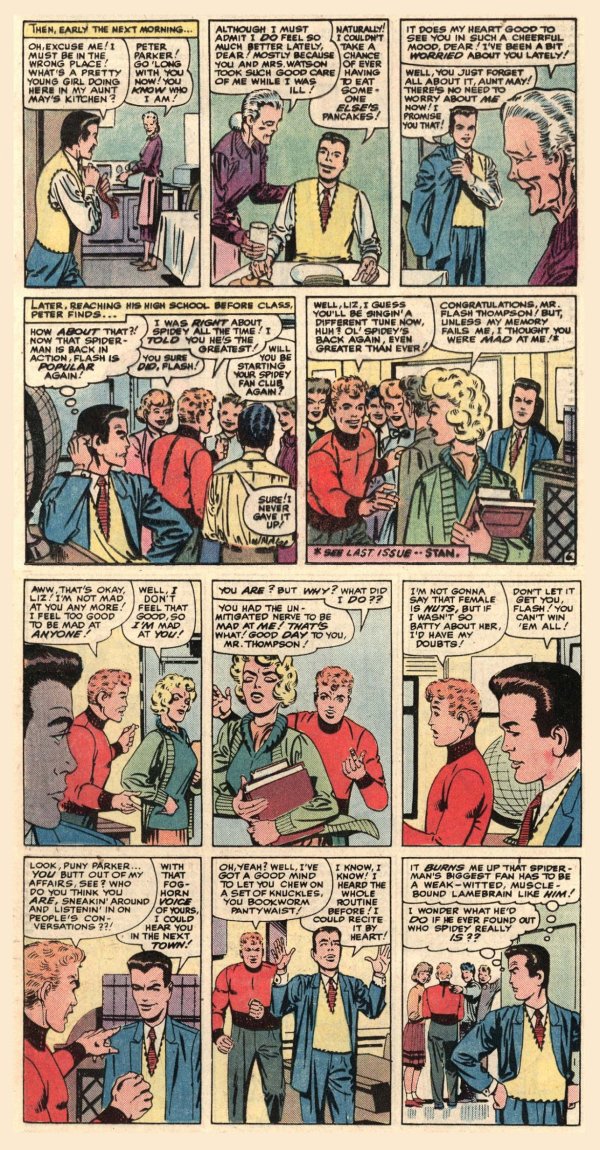 THEN, EARLY THE NEXT MORNING...
OH, EXCUSE ME! I
MUST BE IN THE
WRONG PLACE!
WHAT'S A PRETTY
YOUNG GIRL DOING
HERE IN MY AUNT
MAY'S KITCHEN?
PETER
PARKER!
GO 'LONG
WITH YOU
NOW! YOU
KNOW WHO
I AM!
ALTHOUGH I MUST
ADMIT I DO FEEL SO
MUCH BETTER LATELY,
DEAR! MOSTLY BECAUSE
YOU AND MRS. WATSON
TOOK SUCH GOOD CARE
OF ME WHILE I WAS
ILL!
NATURALLY!
I COULDN'T
TAKE A
CHANCE
OF EVER
HAVING
TO EAT
SOME-
ONE
ELSE'S
PANCAKES!
IT DOES MY HEART GOOD TO
SEE YOU IN SUCH A CHEERFUL
MOOD, DEAR! I'VE BEEN A BIT
WORRIED ABOUT YOU LATELY!
WELL, YOU JUST FORGET
ALL ABOUT IT, AUNT MAY!
THERE'S NO NEED TO
WORRY ABOUT ME
NOW! I
PROMISE
YOU THAT!
LATER, REACHING HIS HIGH SCHOOL BEFORE CLASS,
PETER FINDS...
HOW ABOUT THAT?!
NOW THAT SPIDER-
MAN IS BACK IN
ACTION, FLASH IS
POPULAR
AGAIN!
I WAS RIGHT ABOUT
SPIDEY ALL THE TIME! I
TOLD YOU HE'S THE
GREATEST!
YOU SURE
DID, FLASH!
WILL
YOU BE
STARTING
YOUR SPIDEY
FAN CLUB
AGAIN?
SURE! I
NEVER
GAVE IT
UP!
WELL, LIZ, I GUESS
YOU'LL BE SINGIN' A
DIFFERENT TUNE NOW,
HUH? OL' SPIDEY'S
BACK AGAIN, EVEN
GREATER THAN EVER!
CONGRATULATIONS, MR.
FLASH THOMPSON! BUT,
UNLESS MY MEMORY
FAILS ME, I THOUGHT YOU
WERE MAD AT ME!*
* SEE LAST ISSUE -- STAN.
6.
AWW, THAT'S OKAY,
LIZ! I'M NOT MAD
AT YOU ANY MORE!
I FEEL TOO GOOD
TO BE MAD AT
ANYONE!
WELL, I
DON'T
FEEL THAT
GOOD, SO
I'M MAD
AT YOU!
YOU ARE? BUT WHY? WHAT DID
I DO??
YOU HAD THE UN-
MITIGATED NERVE TO BE
MAD AT ME! THAT'S
WHAT! GOOD DAY TO YOU,
MR. THOMPSON!
I'M NOT GONNA
SAY THAT FEMALE
IS NUTS, BUT IF
I WASN'T SO
BATTY ABOUT HER,
I'D HAVE MY
DOUBTS!
DON'T LET IT
GET YOU,
FLASH! YOU
CAN'T WIN
'EM ALL!
LOOK, PUNY PARKER...
YOU BUTT OUT OF MY
AFFAIRS, SEE? WHO
DO YOU THINK YOU
ARE, SNEAKIN' AROUND
AND LISTENIN' IN ON
PEOPLE'S CON-
VERSATIONS??!
WITH
THAT
FOG-
HORN
VOICE
OF YOURS,
I COULD
HEAR YOU
IN THE NEXT
TOWN!
OH, YEAH? WELL, I'VE
GOT A GOOD MIND
TO LET YOU CHEW ON
A SET OF KNUCKLES,
YOU BOOKWORM
PANTYWAIST!
I KNOW, I
KNOW! I
HEARD THE
WHOLE
ROUTINE
BEFORE! I
COULD RECITE
IT BY
HEART!
IT BURNS ME UP THAT SPIDER-
MAN'S BIGGEST FAN HAS TO BE
A WEAK-WITTED, MUSCLE-
BOUND LAMEBRAIN LIKE HIM!
I WONDER WHAT HE'D
DO IF HE EVER FOUND OUT
WHO SPIDEY REALLY
IS??